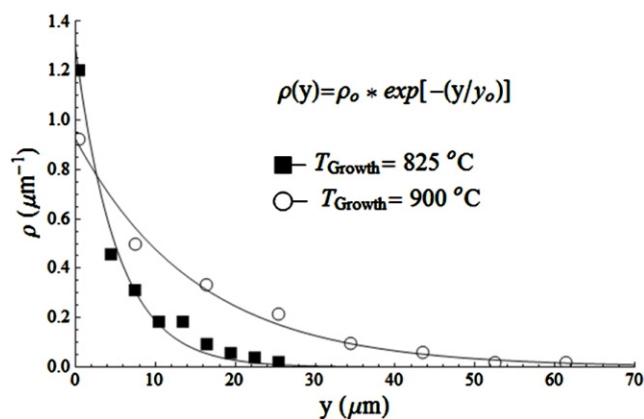 1.4
1.2
1.0
0.8
0.6
0.4
0.2
0.0
ρ (μm⁻¹)
ρ(y)=ρₒ * exp[-(y/yₒ)]
T_Growth= 825 °C
T_Growth= 900 °C
0 10 20 30 40 50 60 70
y (μm)